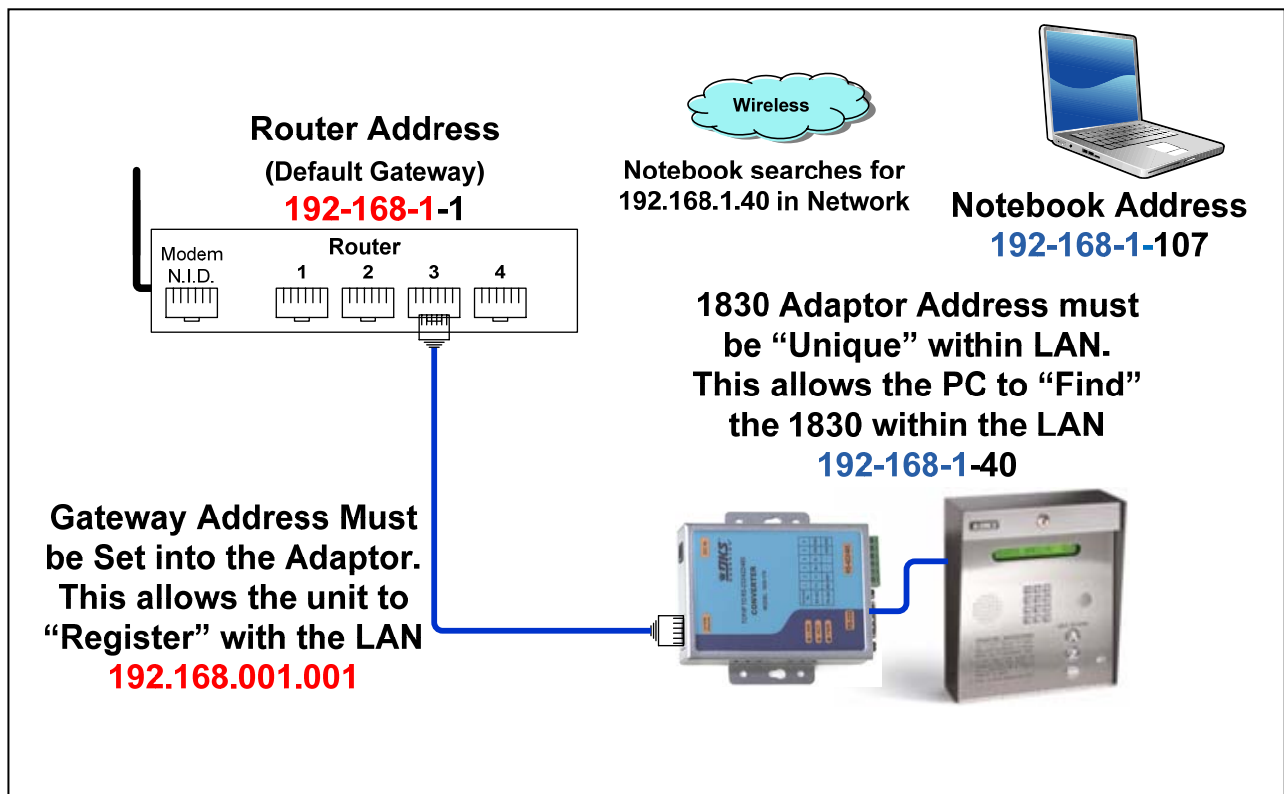 Router Address
(Default Gateway)
192-168-1-1
Modem
N.I.D.
Router
1 2 3 4
Wireless
Notebook searches for
192.168.1.40 in Network
Notebook Address
192-168-1-107
1830 Adaptor Address must
be “Unique” within LAN.
This allows the PC to “Find”
the 1830 within the LAN
192-168-1-40
Gateway Address Must
be Set into the Adaptor.
This allows the unit to
“Register” with the LAN
192.168.001.001
DKS
CONVERTER